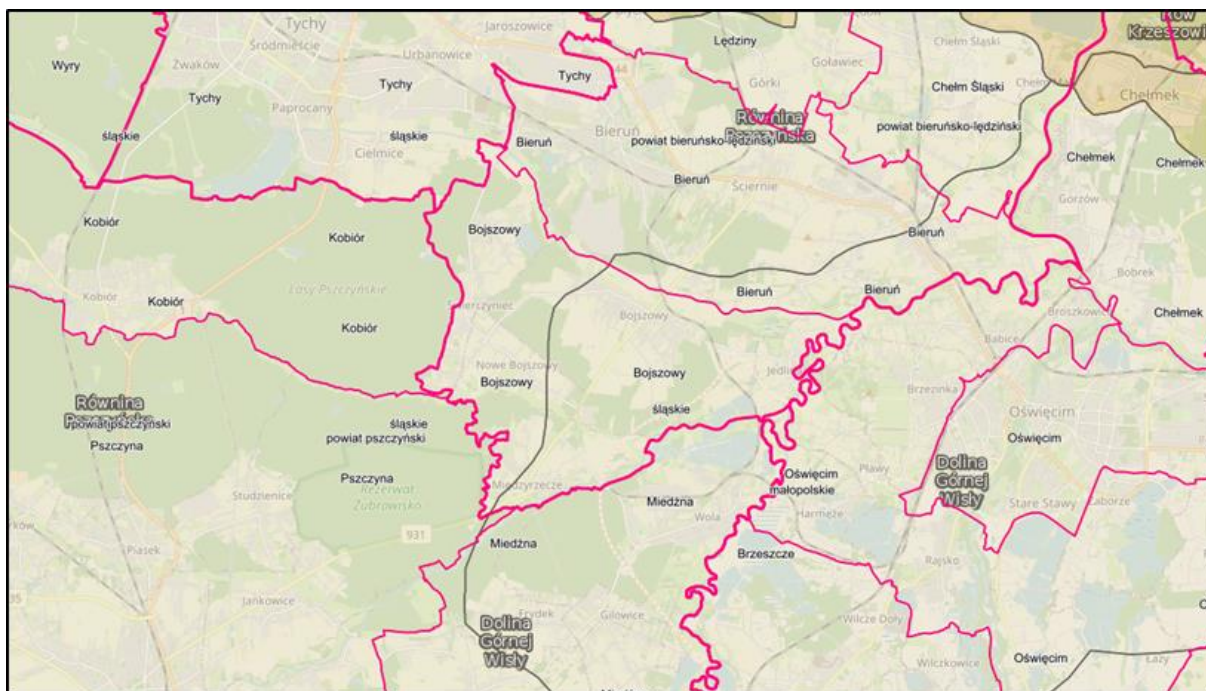 Tychy
Śródmieście
Jaroszowice
Lędziny
Chełm Śląski
Rów
Wyry
Żwaków
Urbanowice
44
Górki
Goławiec
Tychy
Tychy
Tychy
Paprocany
Chełm Śląski
Chełmek
śląskie
śląskie
Cielmice
Bieruń
Bieruń
Równina
Pszczyńska
powiat bieruńsko-lędziński
powiat bieruńsko-lędziński
Chełmek
Chełmek
Bieruń
Ściernie
Gorzów
Kobiór
Kobiór
Bojszowy
Bieruń
Bobrek
Lasy Pszczyńskie
Bieruń
Bieruń
Kobiór
Kobiór
Bojszowy
Broszkowice
Chełmek
Kobiór
Babice
Nowe Bojszowy
Bojszowy
Bojszowy
Brzezinka
Równina
powiat pszczyński
Pszczyna
śląskie
powiat pszczyński
śląskie
Oświęcim
Oświęcim
Pszczyna
Rezerwat
Żubrowisko
Studzienice
Międzyrzecze
Miedźna
Wola
Oświęcim
małopolskie
Pławy
Harmęże
Dolina
Górnej
Wisły
Stare Stawy
Zaborze
931
Miedźna
Brzeszcze
Rajsko
Piasek
Jankowice
Frydek
Gilowice
Wilcze Doły
Dolina
Górnej
Wisły
Wilczkowice
Oświęcim
Łazy